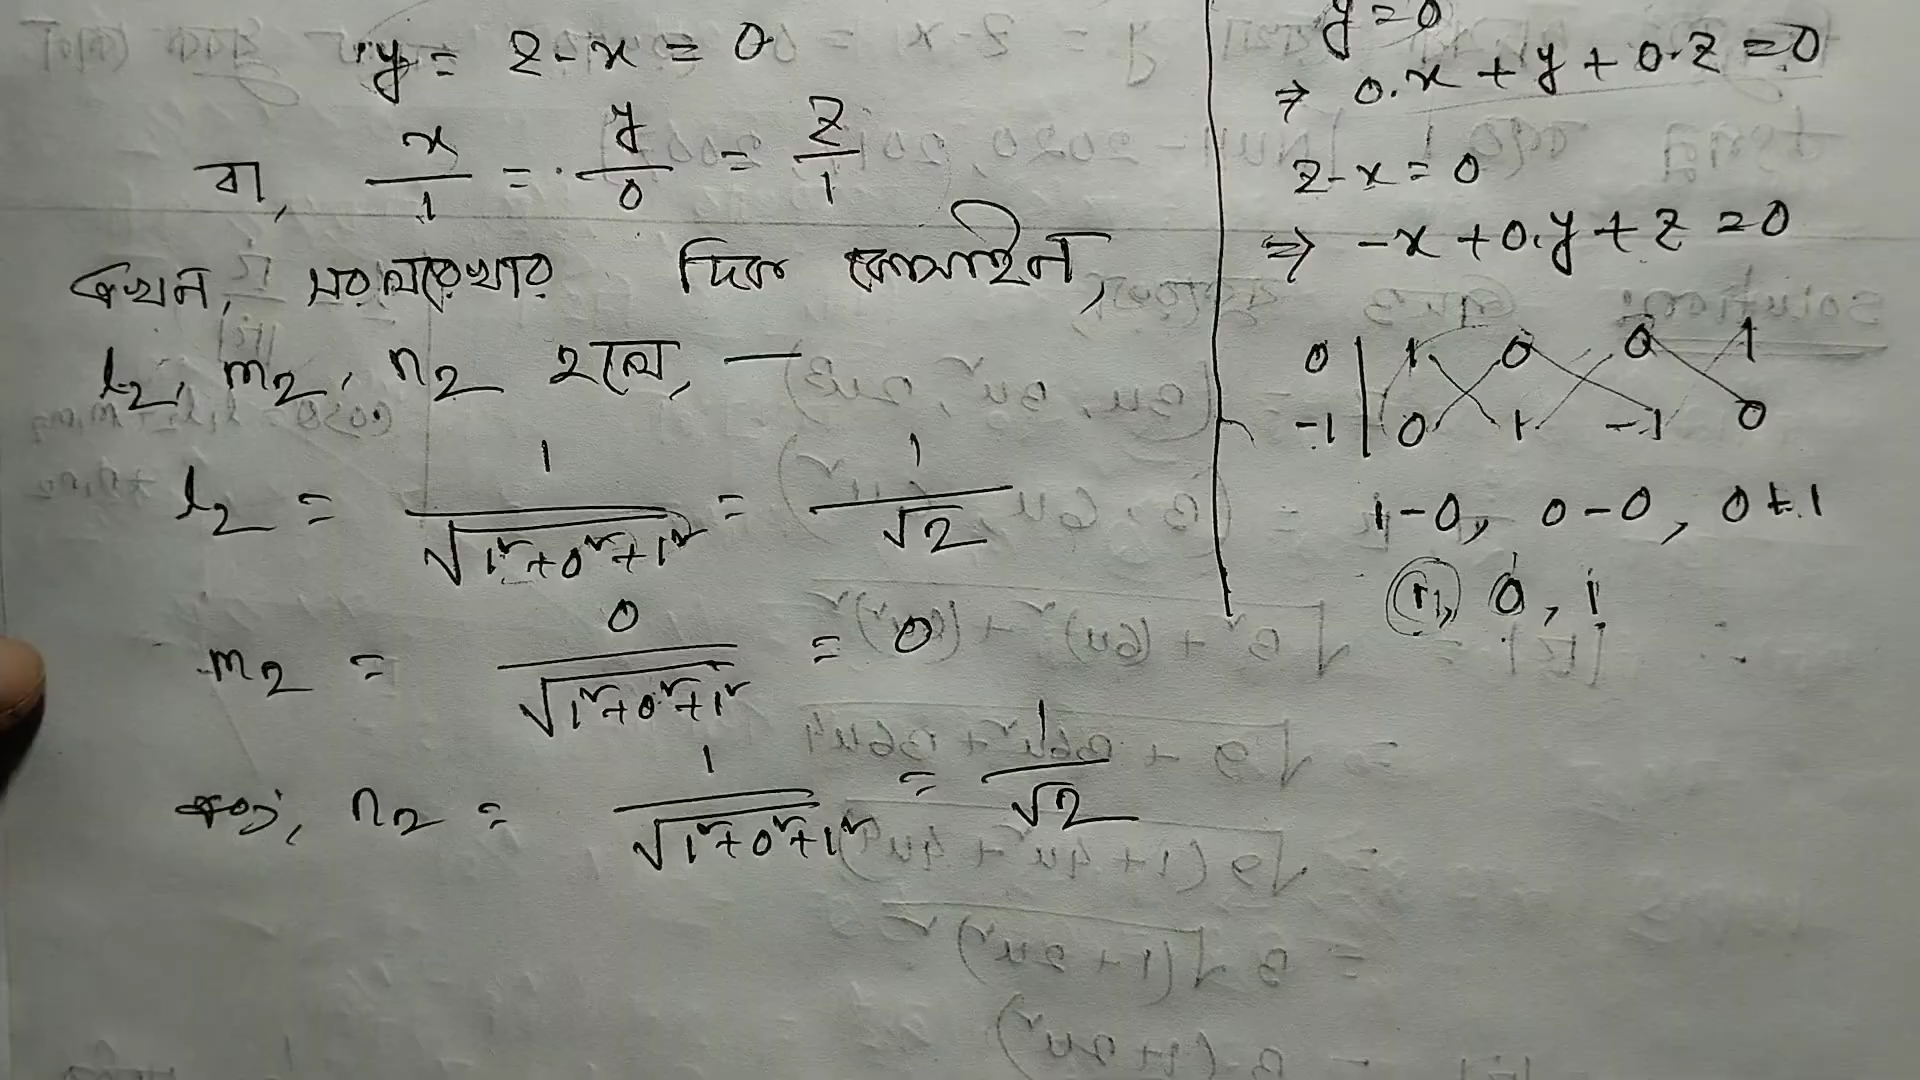 y = z - x = 0
বা, x/1 = y/0 = z/1
এখন, সরলরেখার দিক কোসাইন,
l₂, m₂, n₂ হলে, —
l₂ = 1/√(1²+0²+1²) = 1/√2
m₂ = 0/√(1²+0²+1²) = 0
এবং, n₂ = 1/√(1²+0²+1²) = 1/√2
y = 0
⇒ 0.x + y + 0.z = 0
z - x = 0
⇒ -x + 0.y + z = 0
0 | 1 0 0 1
-1 | 0 1 -1 0
1-0, 0-0, 0+1
1, 0, 1